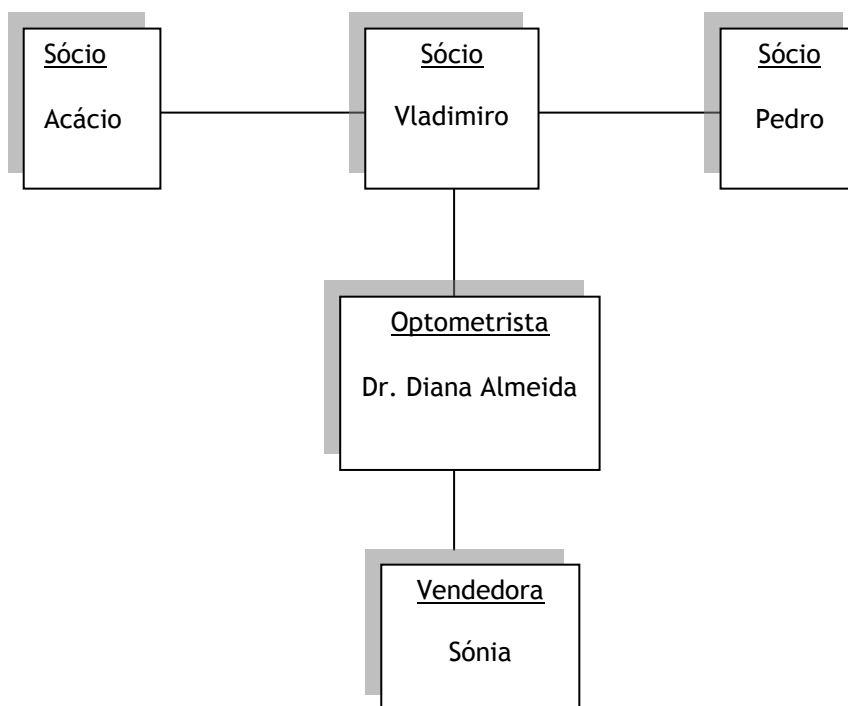 Sócio
Acácio
Sócio
Vladimiro
Sócio
Pedro
Optometrista
Dr. Diana Almeida
Vendedora
Sónia